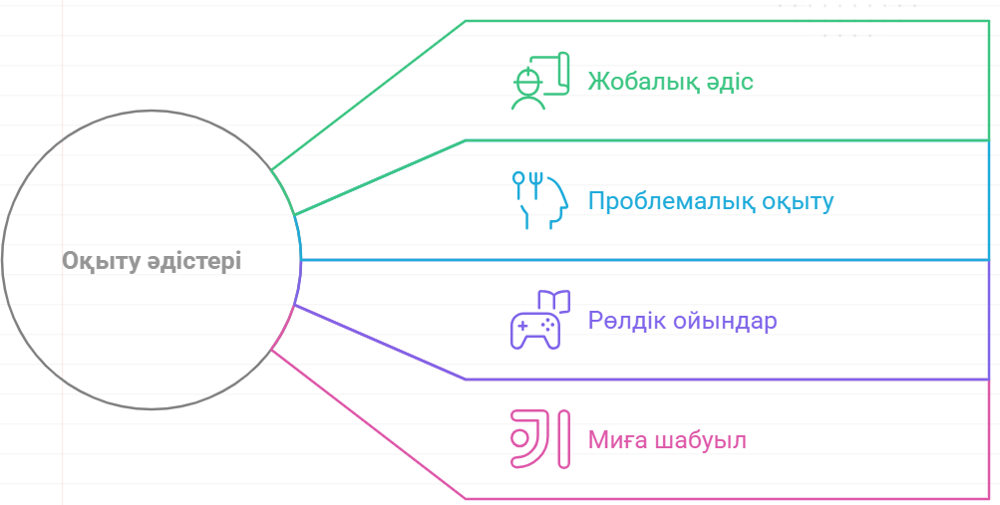 Оқыту әдістері
Жобалық әдіс
Проблемалық оқыту
Рөлдік ойындар
Миға шабуыл